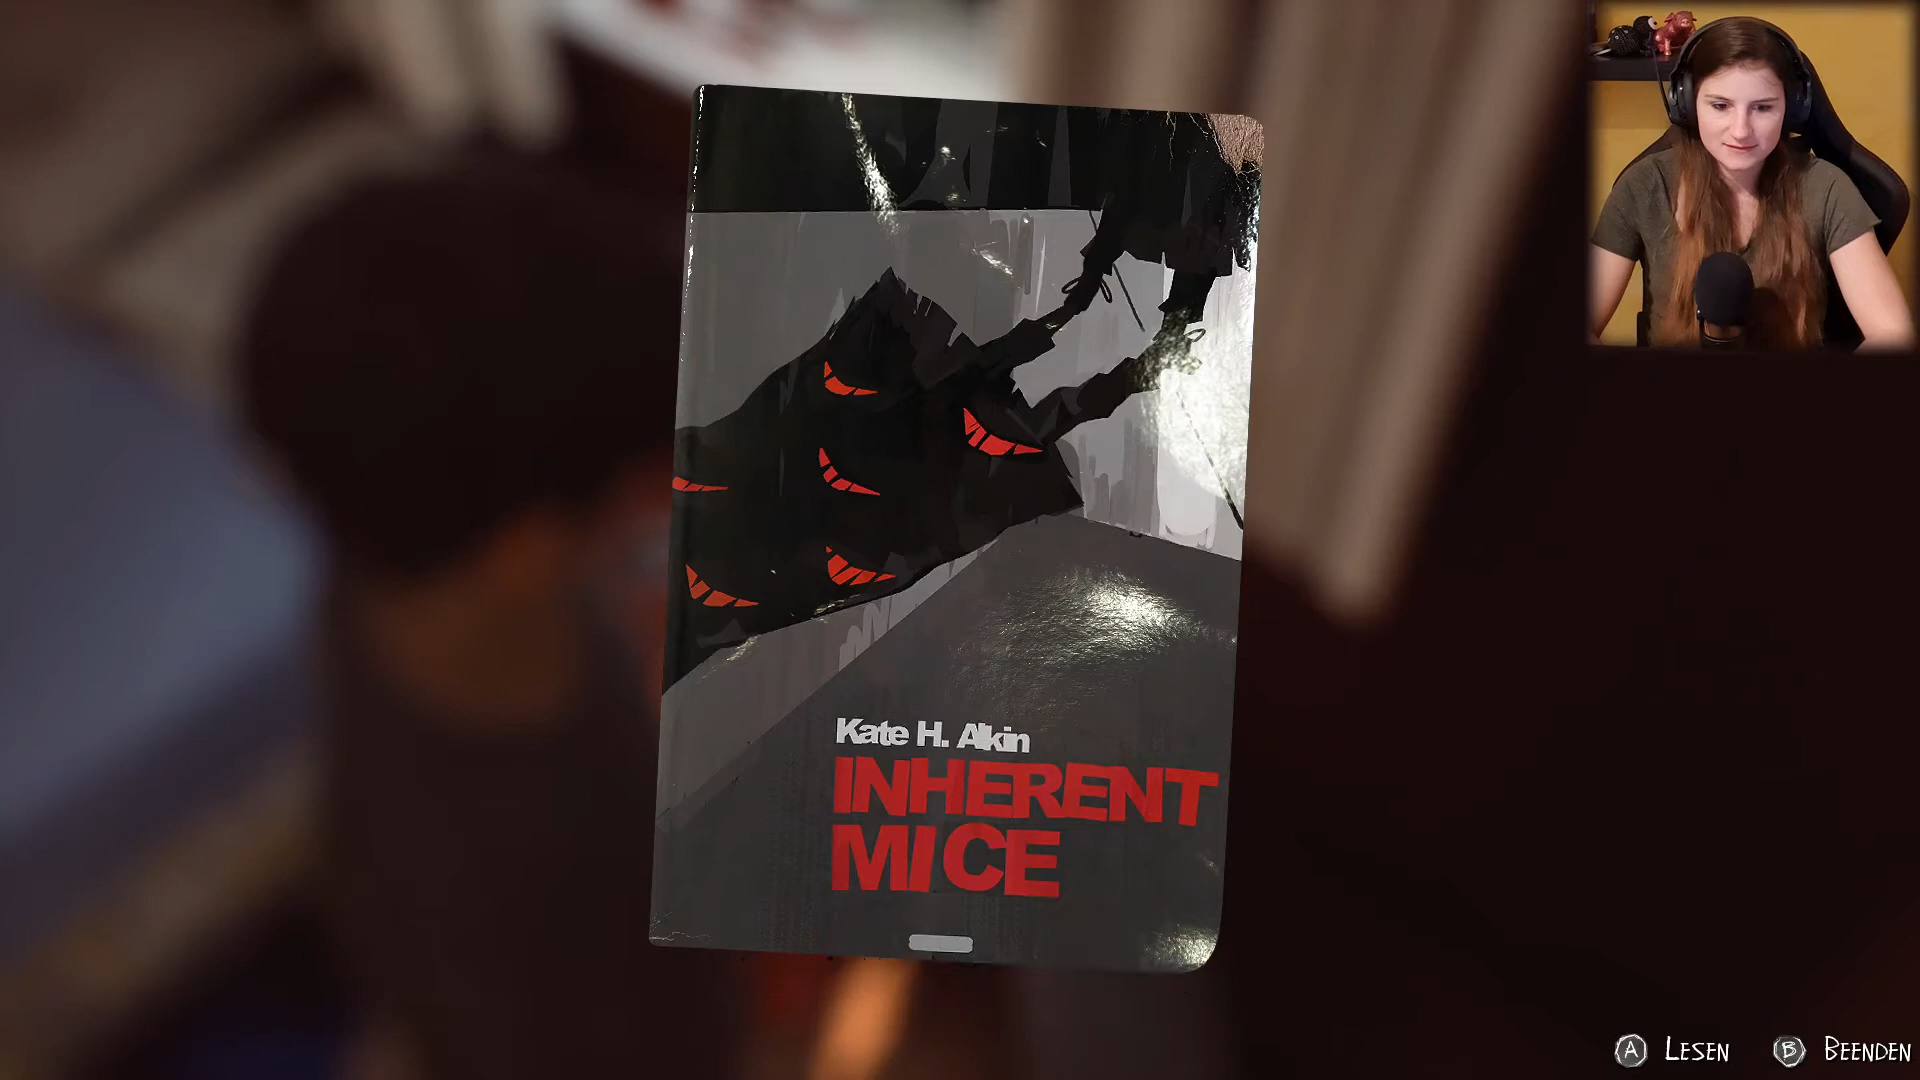 Kate H. Alkin
INHERENT
MICE
A LESEN
B BEENDEN